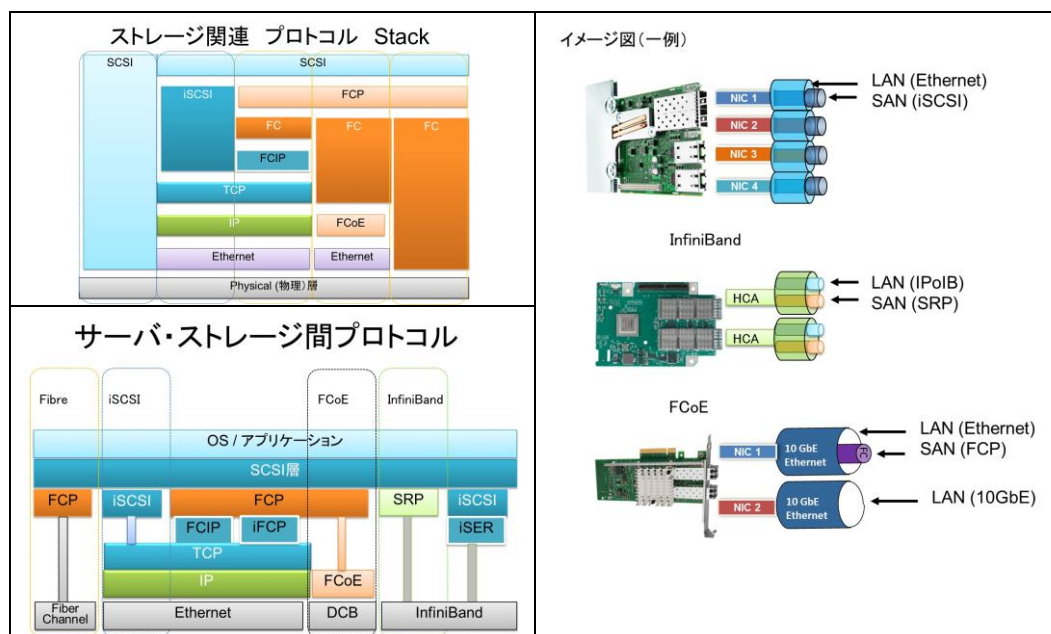 ストレージ関連 プロトコル Stack
SCSI
SCSI
iSCSI
FCP
FC
FC
FC
FCIP
TCP
IP
FCoE
Ethernet
Ethernet
Physical (物理)層
サーバ・ストレージ間プロトコル
Fibre
iSCSI
FCoE
InfiniBand
OS / アプリケーション
SCSI層
FCP
iSCSI
FCP
SRP
iSCSI
FCIP
iFCP
iSER
TCP
IP
FCoE
Fiber
Channel
Ethernet
DCB
InfiniBand
イメージ図(一例)
NIC 1
NIC 2
NIC 3
NIC 4
LAN (Ethernet)
SAN (iSCSI)
InfiniBand
HCA
HCA
LAN (IPoIB)
SAN (SRP)
FCoE
NIC 1
10 GbE
Ethernet
FC
LAN (Ethernet)
SAN (FCP)
NIC 2
10 GbE
Ethernet
LAN (10GbE)